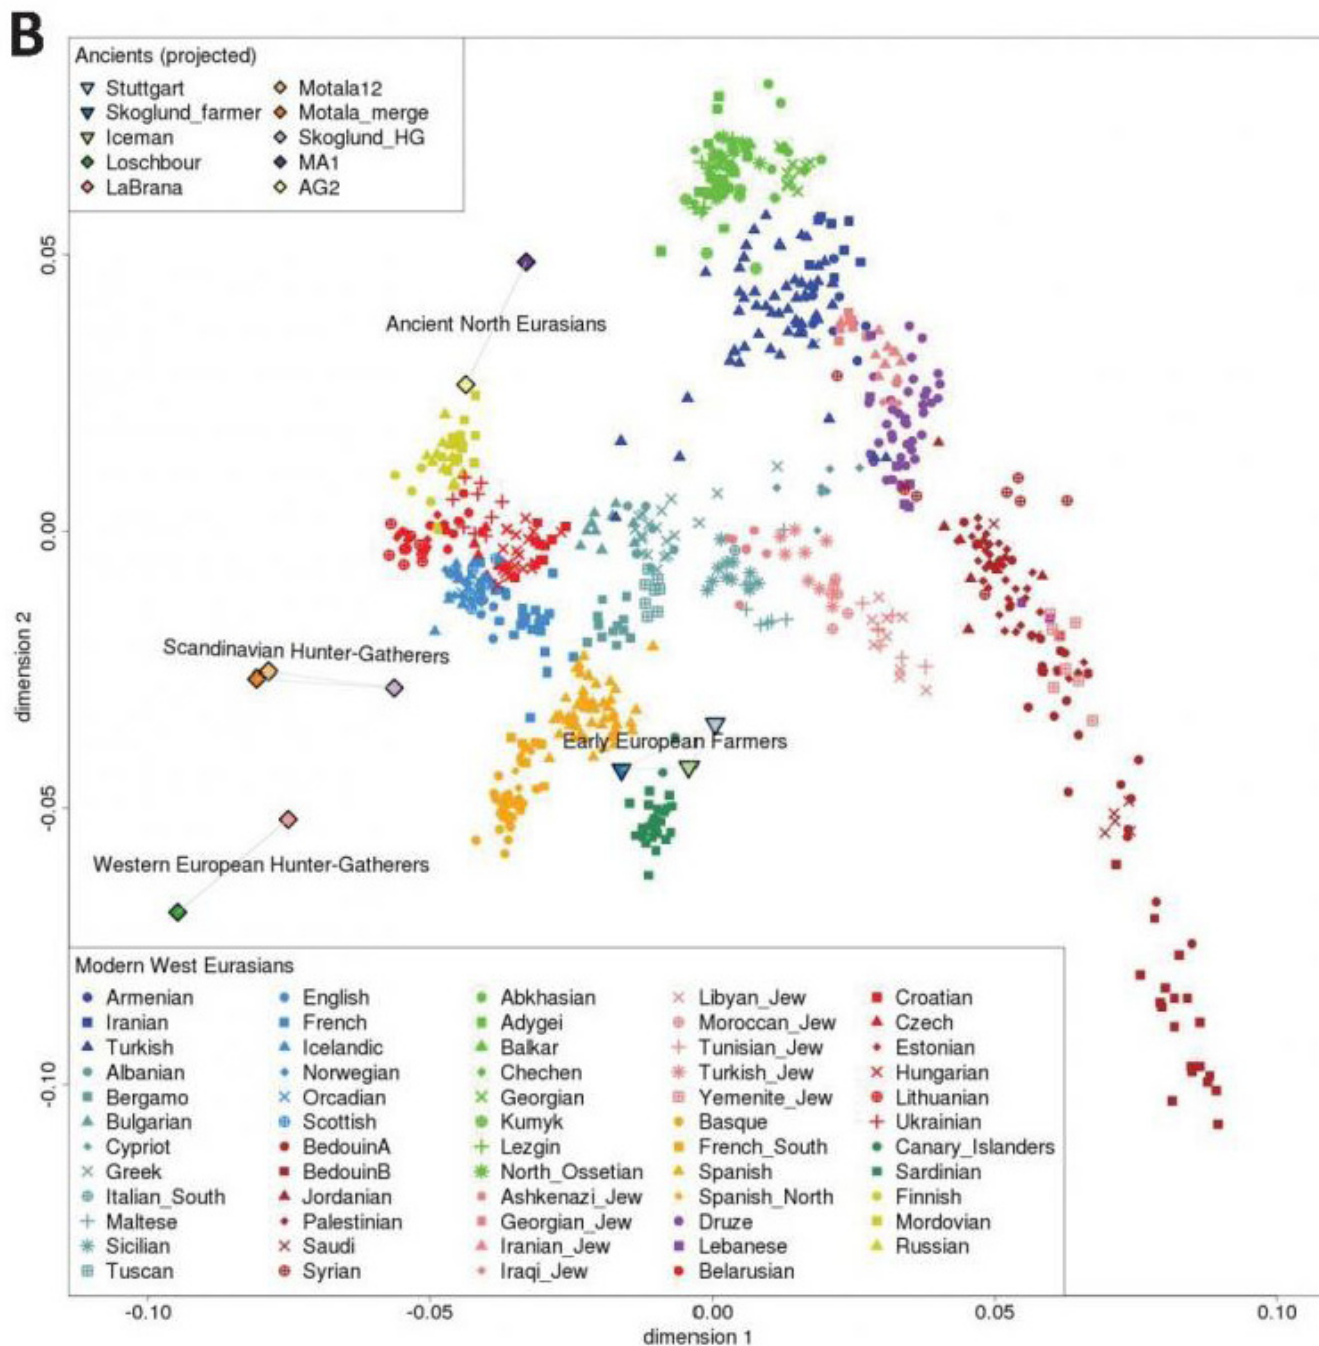 B
Ancients (projected)
Stuttgart Motala12
Skoglund_farmer Motala_merge
Iceman Skoglund_HG
Loschbour MA1
LaBrana AG2
Ancient North Eurasians
Scandinavian Hunter-Gatherers
Early European Farmers
Western European Hunter-Gatherers
Modern West Eurasians
Armenian English Abkhasian Libyan_Jew Croatian
Iranian French Adygei Moroccan_Jew Czech
Turkish Icelandic Balkar Tunisian_Jew Estonian
Albanian Norwegian Chechen Turkish_Jew Hungarian
Bergamo Orcadian Georgian Yemenite_Jew Lithuanian
Bulgarian Scottish Kumyk Basque Ukrainian
Cypriot BedouinA Lezgin French_South Canary_Islanders
Greek BedouinB North_Ossetian Spanish Sardinian
Italian_South Jordanian Ashkenazi_Jew Spanish_North Finnish
Maltese Palestinian Georgian_Jew Druze Mordovian
Sicilian Saudi Iranian_Jew Lebanese Russian
Tuscan Syrian Iraqi_Jew Belarusian
0.05
0.00
-0.05
-0.10
dimension 2
-0.10 -0.05 0.00 0.05 0.10
dimension 1